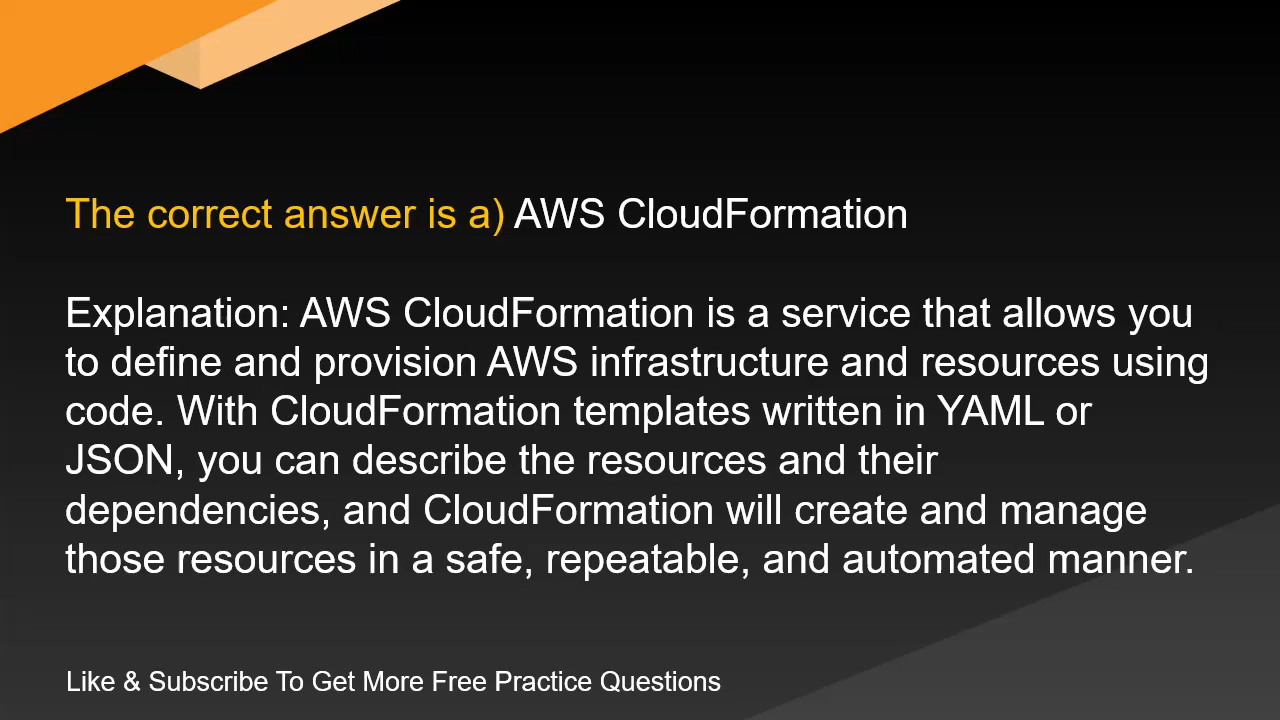 The correct answer is a) AWS CloudFormation
Explanation: AWS CloudFormation is a service that allows you
to define and provision AWS infrastructure and resources using
code. With CloudFormation templates written in YAML or
JSON, you can describe the resources and their
dependencies, and CloudFormation will create and manage
those resources in a safe, repeatable, and automated manner.
Like & Subscribe To Get More Free Practice Questions